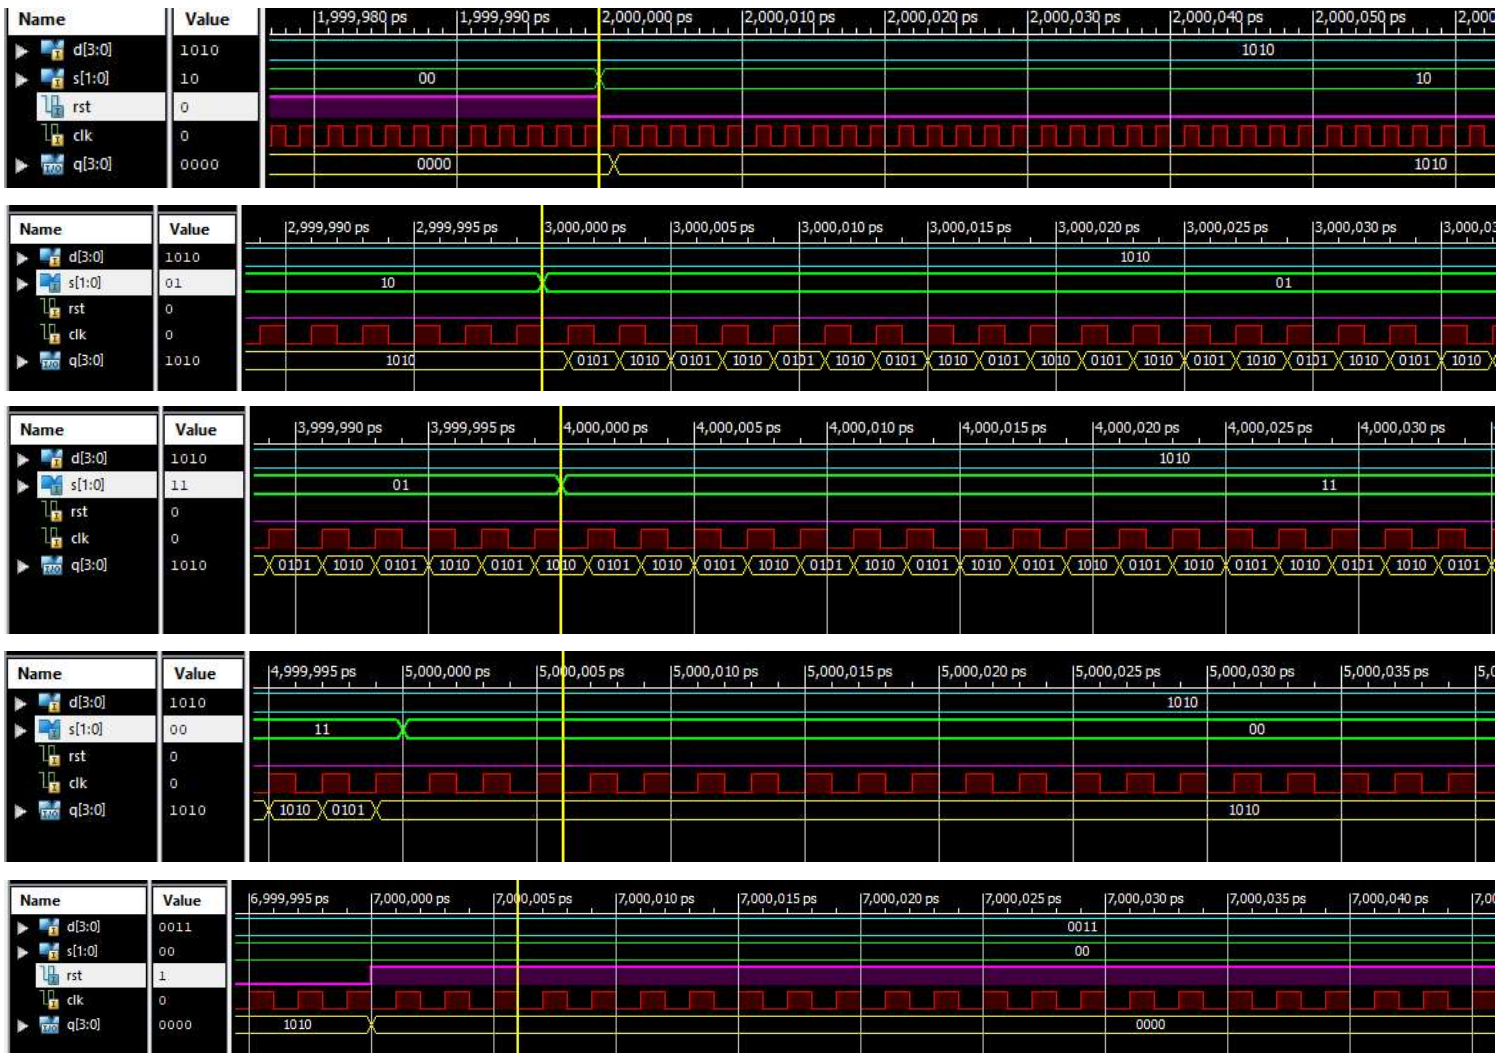 Name Value 1,999,980 ps 1,999,990 ps 2,000,000 ps 2,000,010 ps 2,000,020 ps 2,000,030 ps 2,000,040 ps 2,000,050 ps 2,000
d[3:0] 1010 1010
s[1:0] 10 00 10
rst 0
clk 0
q[3:0] 0000 0000 1010
Name Value 2,999,990 ps 2,999,995 ps 3,000,000 ps 3,000,005 ps 3,000,010 ps 3,000,015 ps 3,000,020 ps 3,000,025 ps 3,000,030 ps 3,000,03
d[3:0] 1010 1010
s[1:0] 01 10 01
rst 0
clk 0
q[3:0] 1010 1010 0101 1010 0101 1010 0101 1010 0101 1010 0101 1010 0101 1010 0101 1010 0101 1010 0101 1010
Name Value 3,999,990 ps 3,999,995 ps 4,000,000 ps 4,000,005 ps 4,000,010 ps 4,000,015 ps 4,000,020 ps 4,000,025 ps 4,000,030 ps
d[3:0] 1010 1010
s[1:0] 11 01 11
rst 0
clk 0
q[3:0] 1010 0101 1010 0101 1010 0101 1010 0101 1010 0101 1010 0101 1010 0101 1010 0101 1010 0101 1010 0101 1010 0101 1010 0101
Name Value 4,999,995 ps 5,000,000 ps 5,000,005 ps 5,000,010 ps 5,000,015 ps 5,000,020 ps 5,000,025 ps 5,000,030 ps 5,000,035 ps 5,0
d[3:0] 1010 1010
s[1:0] 00 11 00
rst 0
clk 0
q[3:0] 1010 1010 0101 1010
Name Value 6,999,995 ps 7,000,000 ps 7,000,005 ps 7,000,010 ps 7,000,015 ps 7,000,020 ps 7,000,025 ps 7,000,030 ps 7,000,035 ps 7,000,040 ps 7,00
d[3:0] 0011 0011
s[1:0] 00 00
rst 1
clk 0
q[3:0] 0000 1010 0000